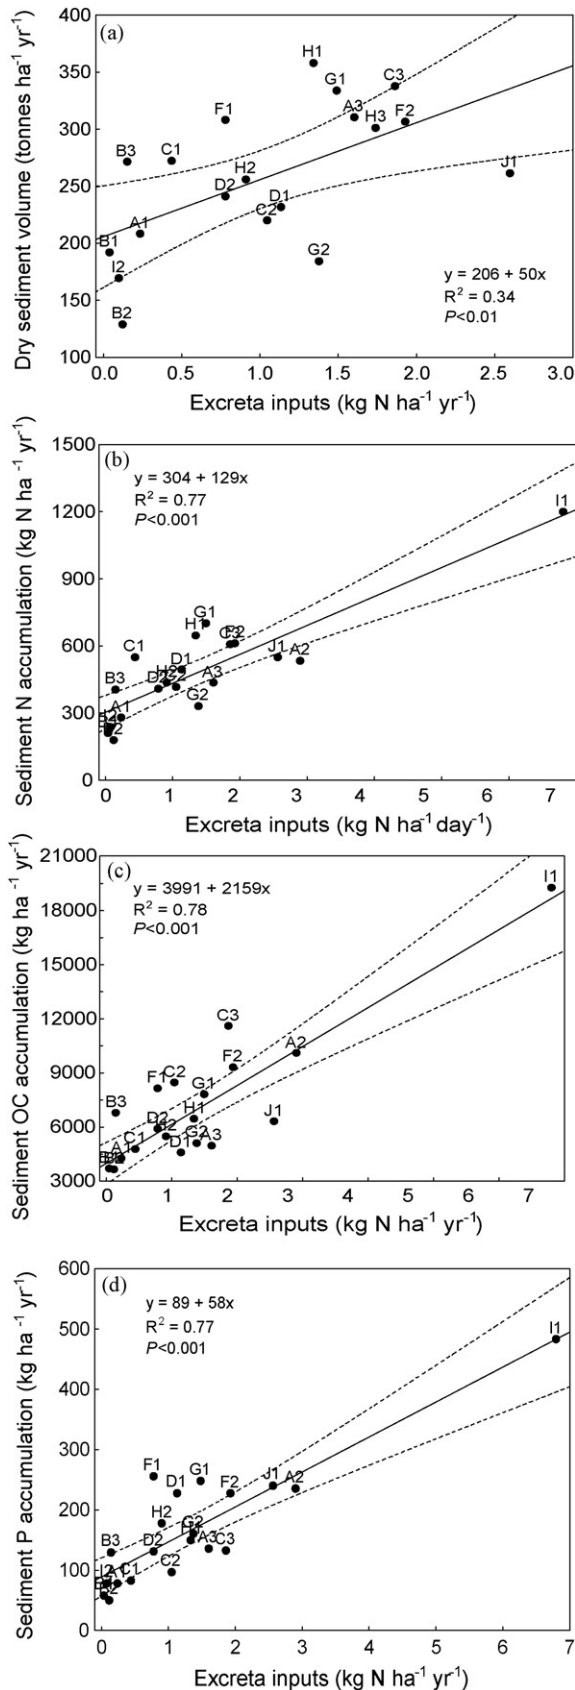 (a)
Dry sediment volume (tonnes ha⁻¹ yr⁻¹)
400
350
300
250
200
150
100
H1
G1
C3
F1
A3
F2
H3
B3
C1
H2
J1
D2
D1
C2
A1
B1
G2
I2
B2
y = 206 + 50x
R² = 0.34
P<0.01
0.0 0.5 1.0 1.5 2.0 2.6 3.0
Excreta inputs (kg N ha⁻¹ yr⁻¹)
(b)
Sediment N accumulation (kg N ha⁻¹ yr⁻¹)
1500
1200
900
600
300
0
y = 304 + 129x
R² = 0.77
P<0.001
I1
G1
H1
C3
F2
C1
D1
J1
A2
H2
B3
D2
A3
G2
A1
0 1 2 3 4 5 6 7
Excreta inputs (kg N ha⁻¹ day⁻¹)
(c)
Sediment OC accumulation (kg ha⁻¹ yr⁻¹)
21000
18000
15000
12000
9000
6000
3000
y = 3991 + 2159x
R² = 0.78
P<0.001
I1
C3
A2
F2
C2
F1
G1
B3
H1
J1
D2
H2
G2
C1
D1
A3
A1
0 1 2 3 4 5 6 7
Excreta inputs (kg N ha⁻¹ yr⁻¹)
(d)
Sediment P accumulation (kg ha⁻¹ yr⁻¹)
600
500
400
300
200
100
0
y = 89 + 58x
R² = 0.77
P<0.001
I1
F1
G1
D1
F2
J1
A2
H2
G2
B3
D2
A3
C3
C2
C1
I2
A1
0 1 2 3 4 5 6 7
Excreta inputs (kg N ha⁻¹ yr⁻¹)